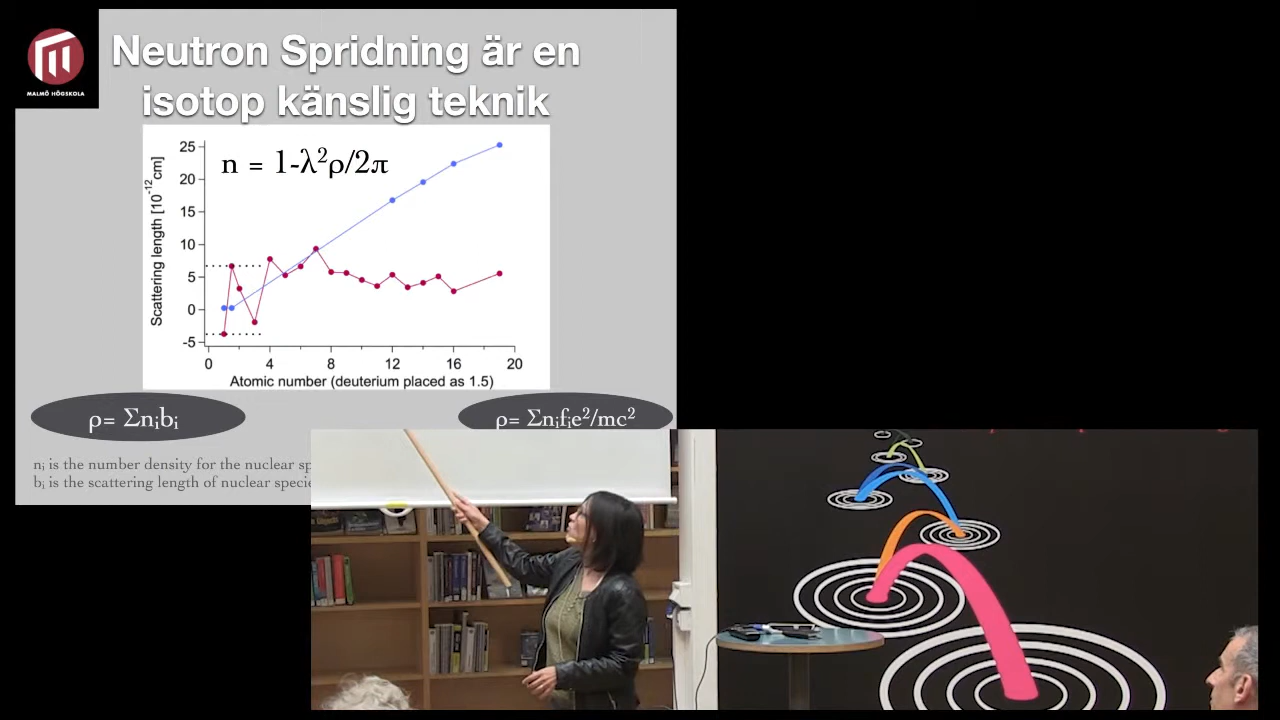 MALMÖ HÖGSKOLA
Neutron Spridning är en
isotop känslig teknik
n = 1-λ²ρ/2π
Scattering length [10⁻¹²cm]
25
20
15
10
5
0
-5
0 4 8 12 16 20
Atomic number (deuterium placed as 1.5)
ρ= Σnᵢbᵢ
ρ= Σnᵢfᵢe²/mc²
nᵢ is the number density for the nuclear sp
bᵢ is the scattering length of nuclear specie